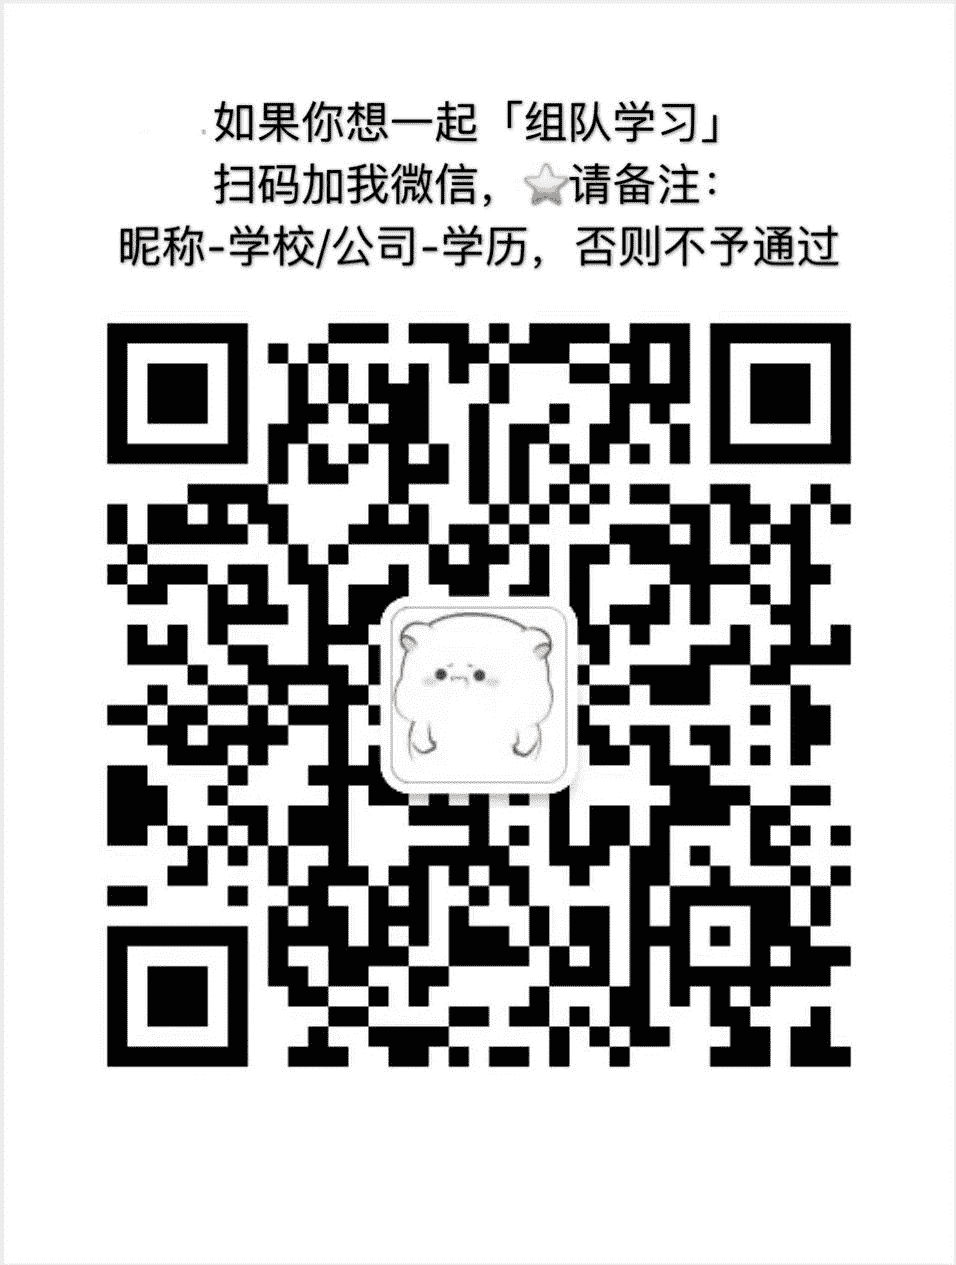 如果你想一起「组队学习」
扫码加我微信，⭐请备注：
昵称-学校/公司-学历，否则不予通过